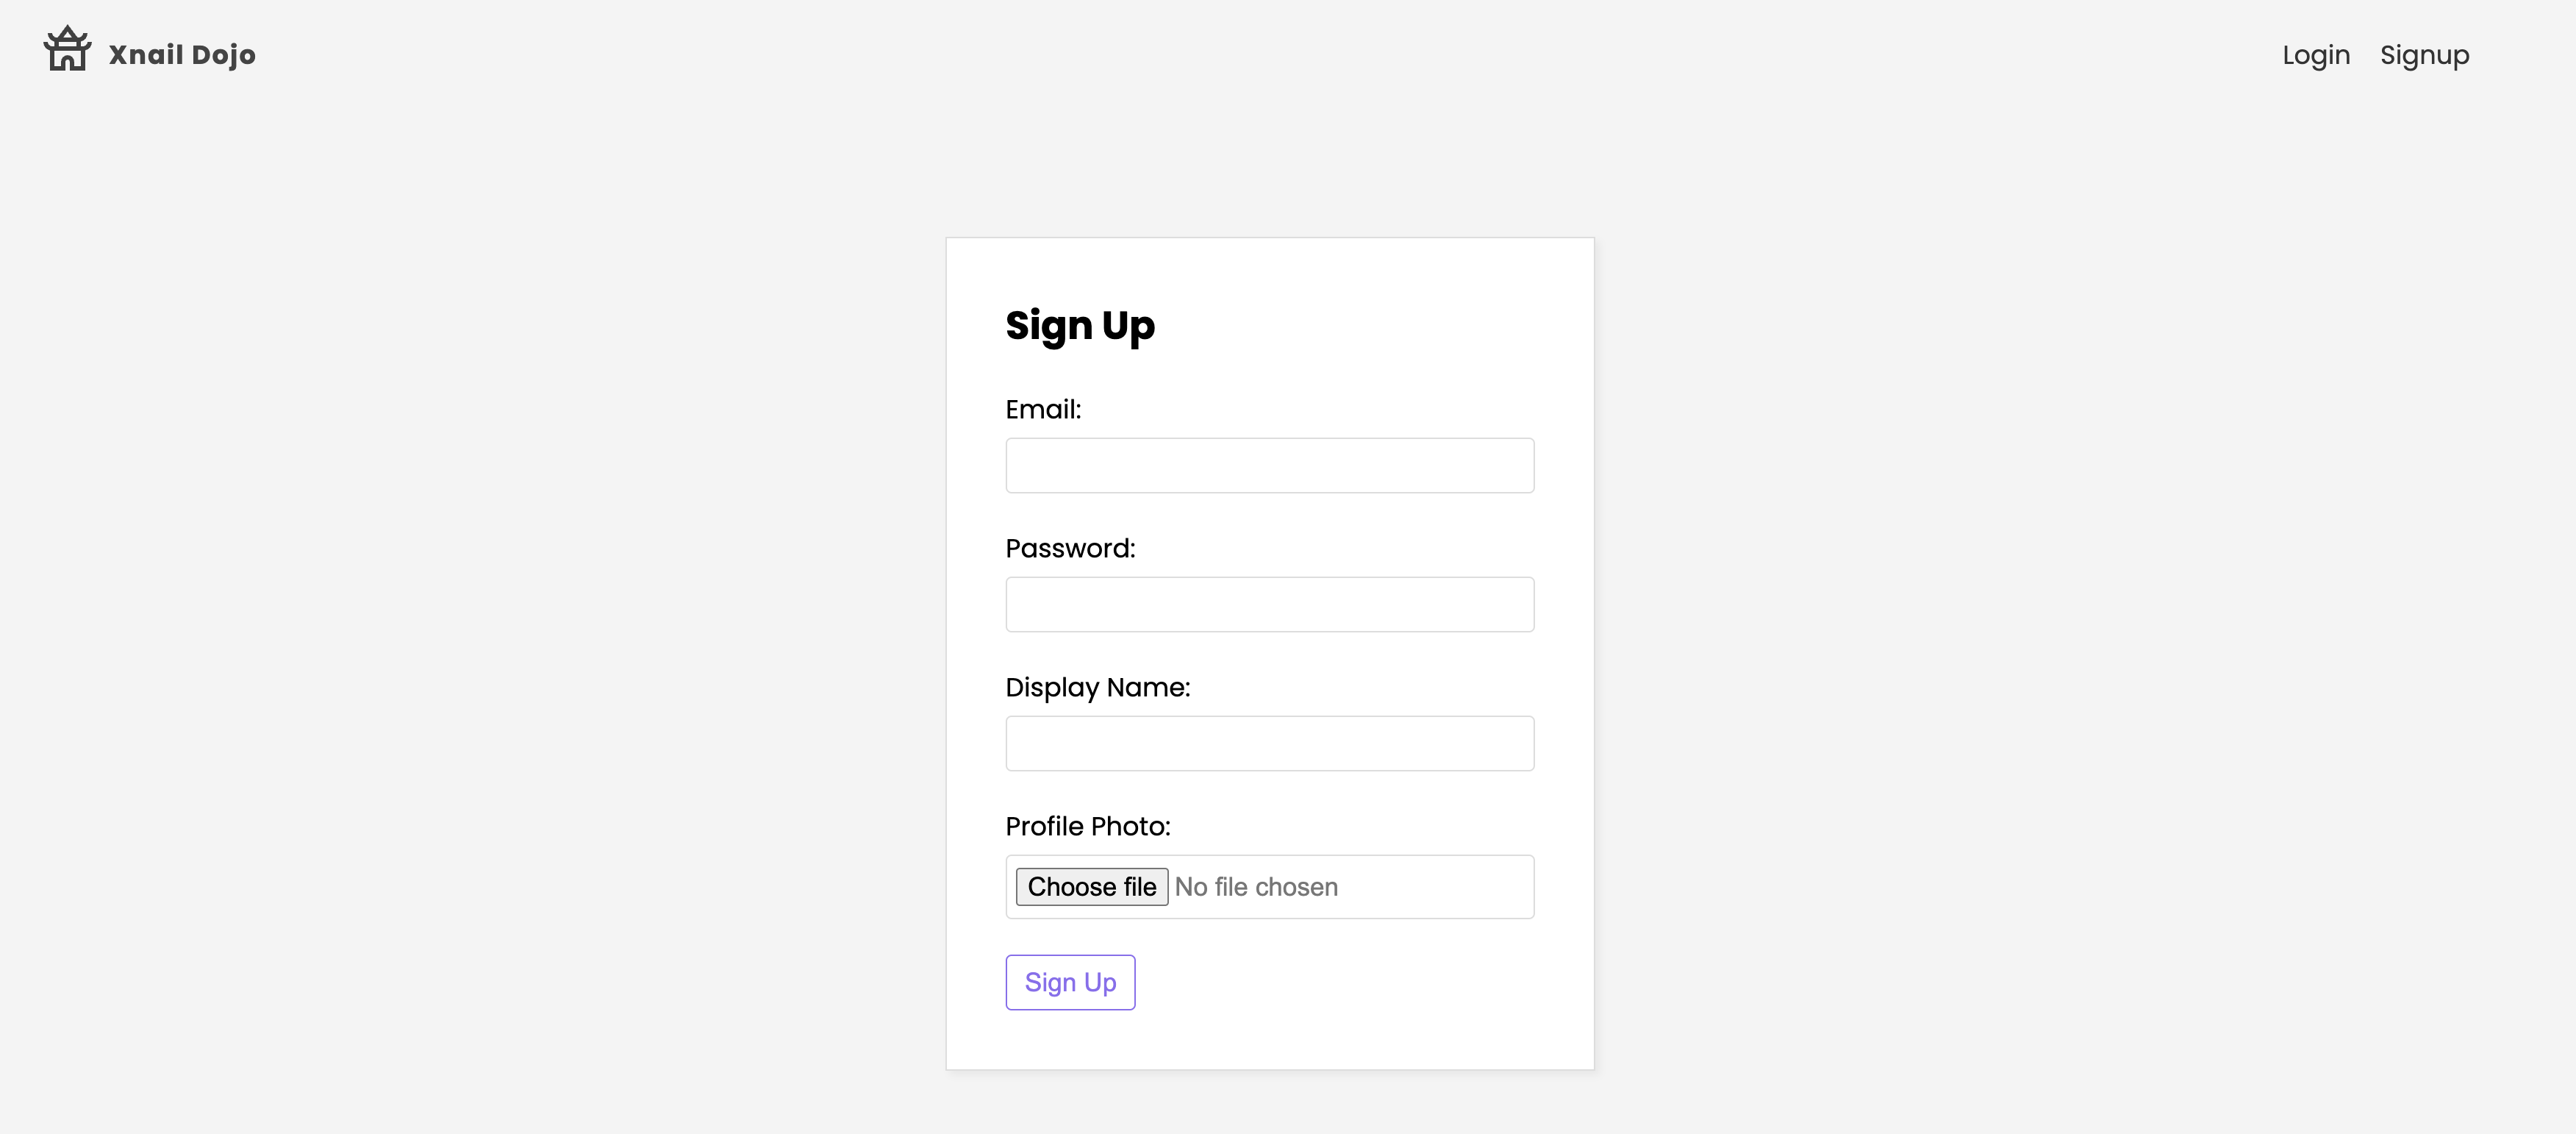 Xnail Dojo
Login
Signup
Sign Up
Email:
Password:
Display Name:
Profile Photo:
Choose file No file chosen
Sign Up